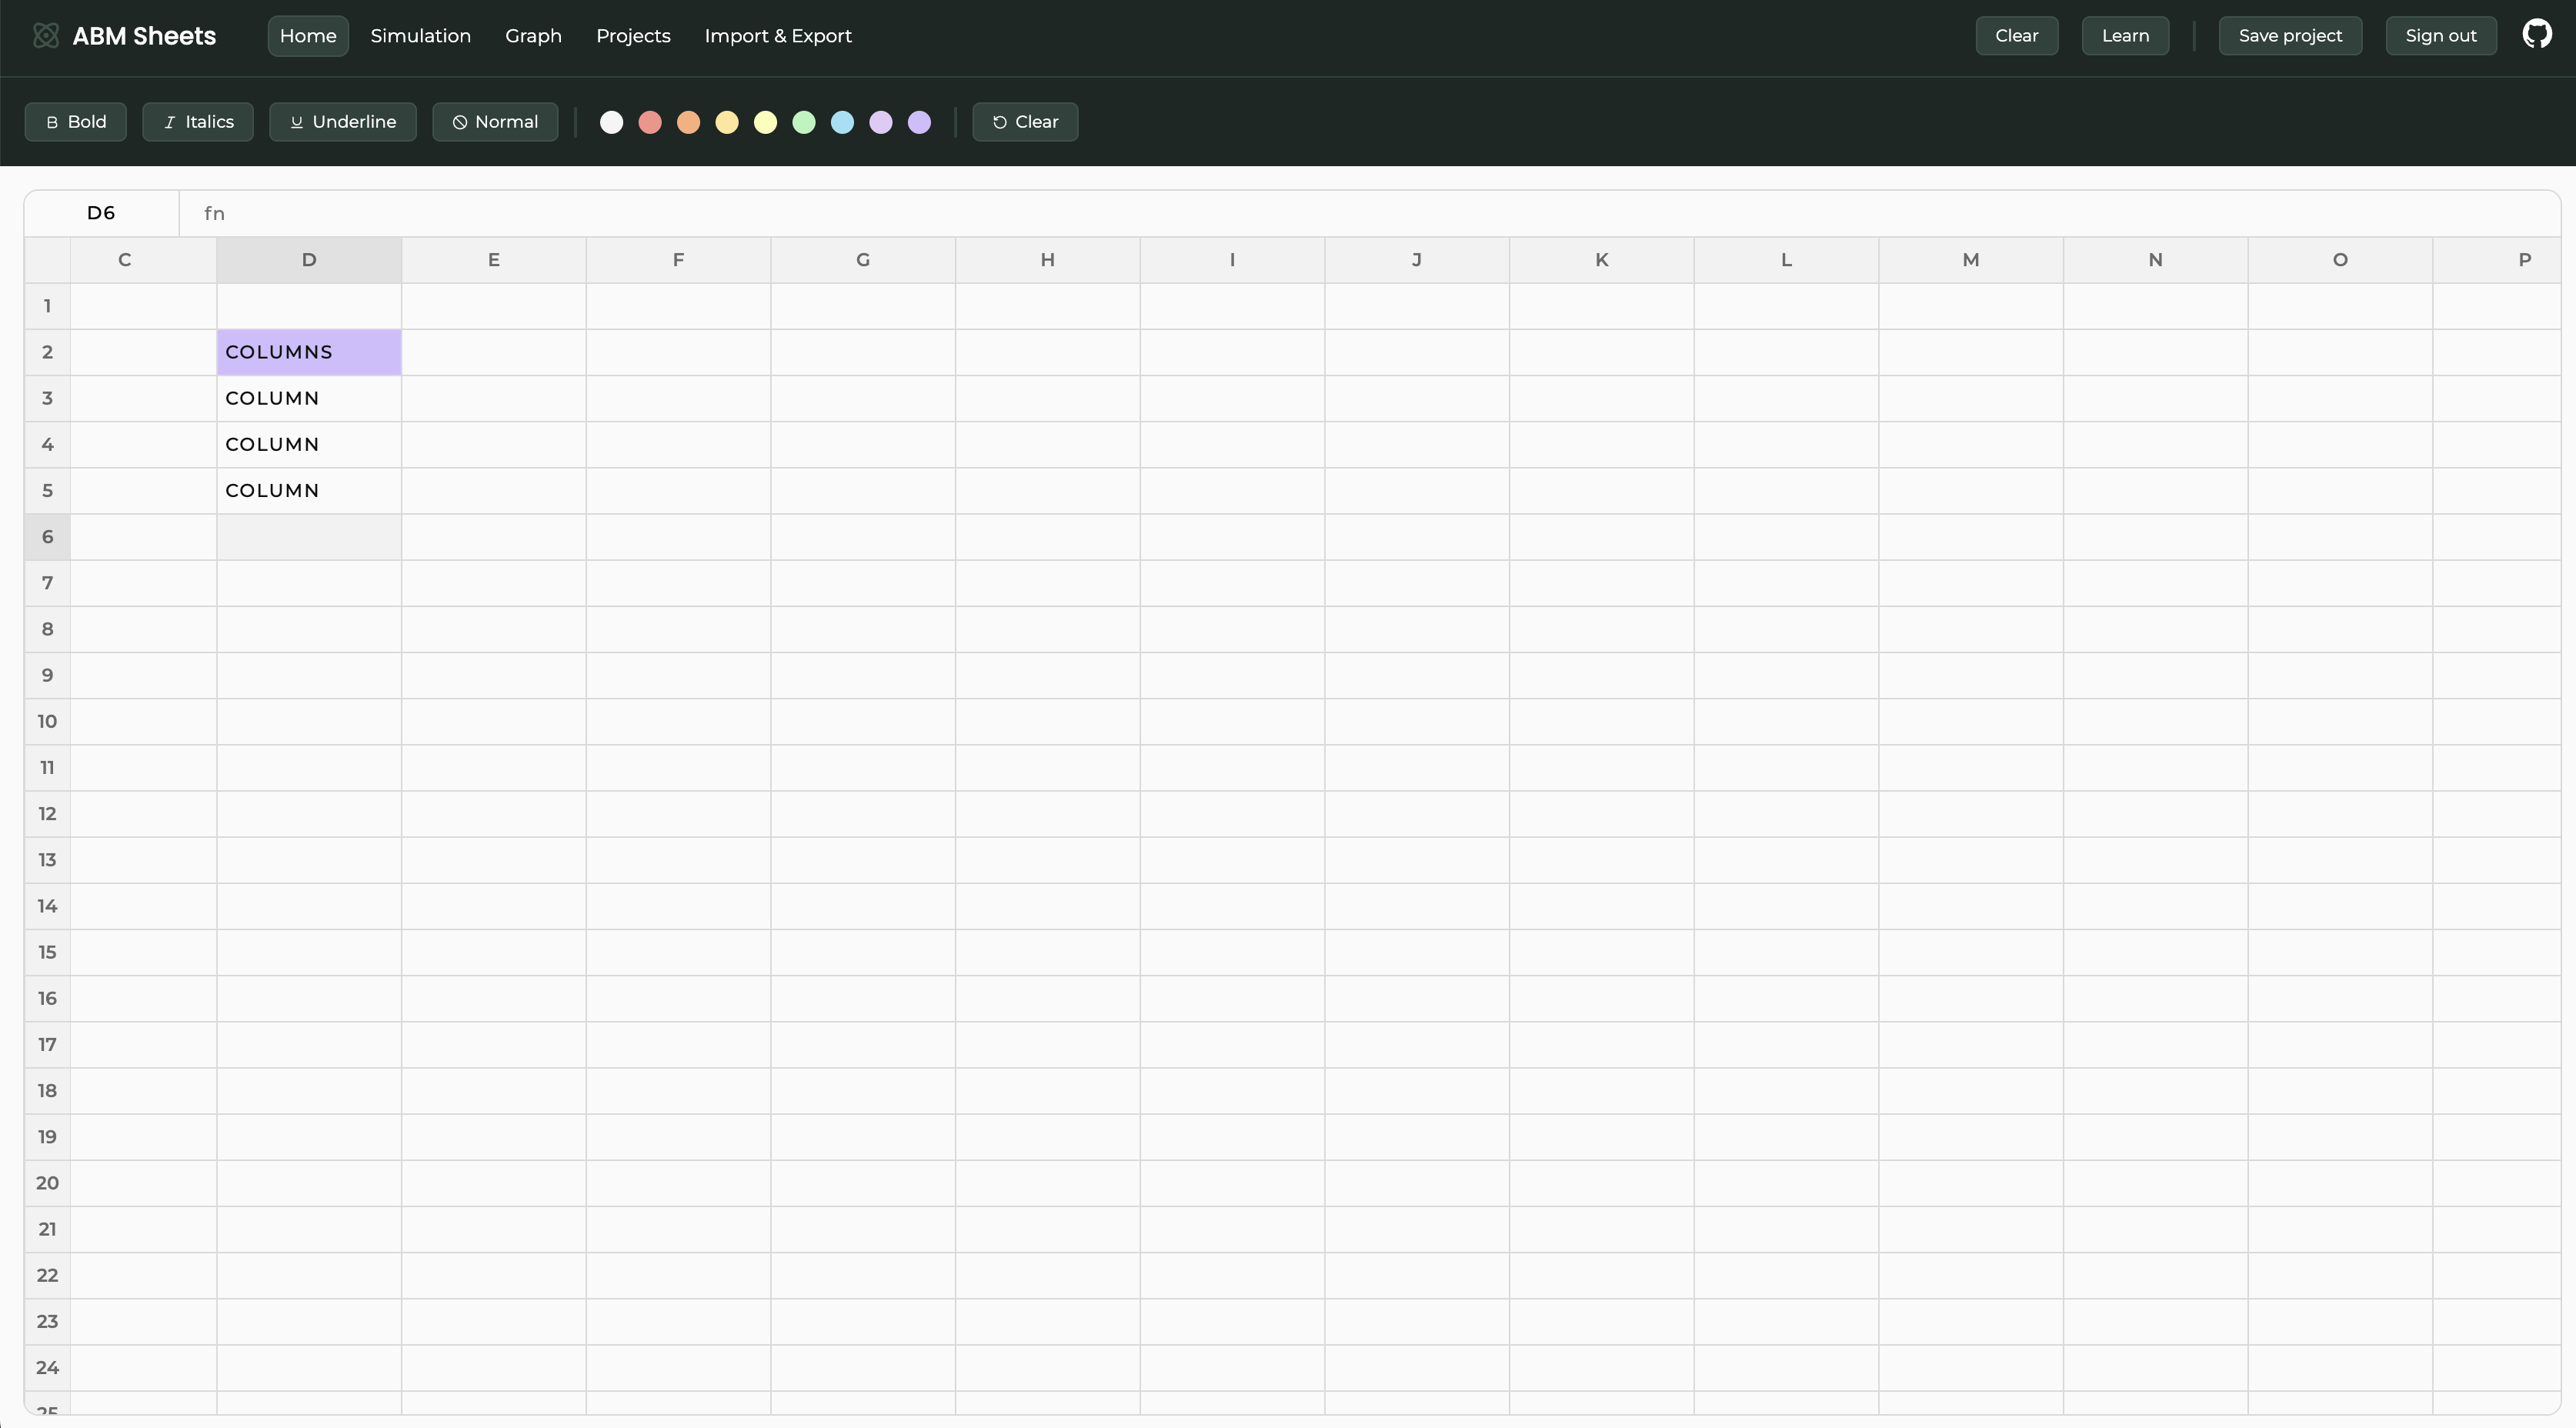 ABM Sheets Home Simulation Graph Projects Import & Export Clear Learn Save project Sign out
Bold Italics Underline Normal Clear
D6 fn
C D E F G H I J K L M N O P
1
2 COLUMNS
3 COLUMN
4 COLUMN
5 COLUMN
6
7
8
9
10
11
12
13
14
15
16
17
18
19
20
21
22
23
24
25